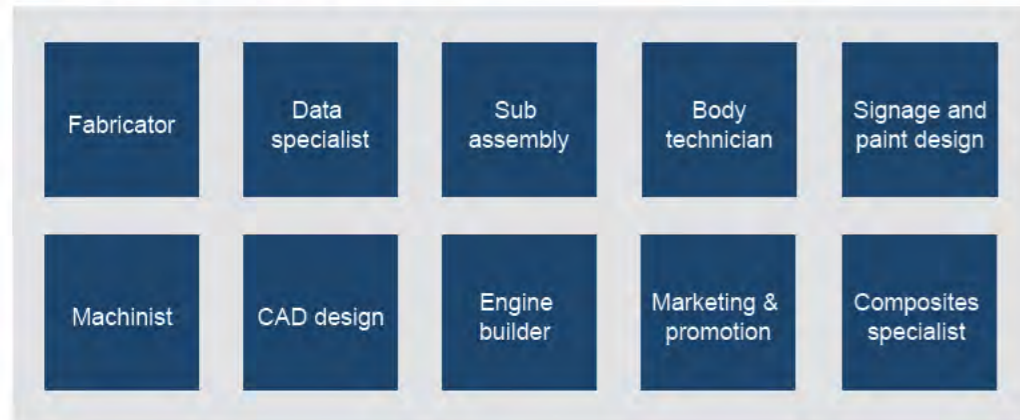 Fabricator
Data
specialist
Sub
assembly
Body
technician
Signage and
paint design
Machinist
CAD design
Engine
builder
Marketing &
promotion
Composites
specialist